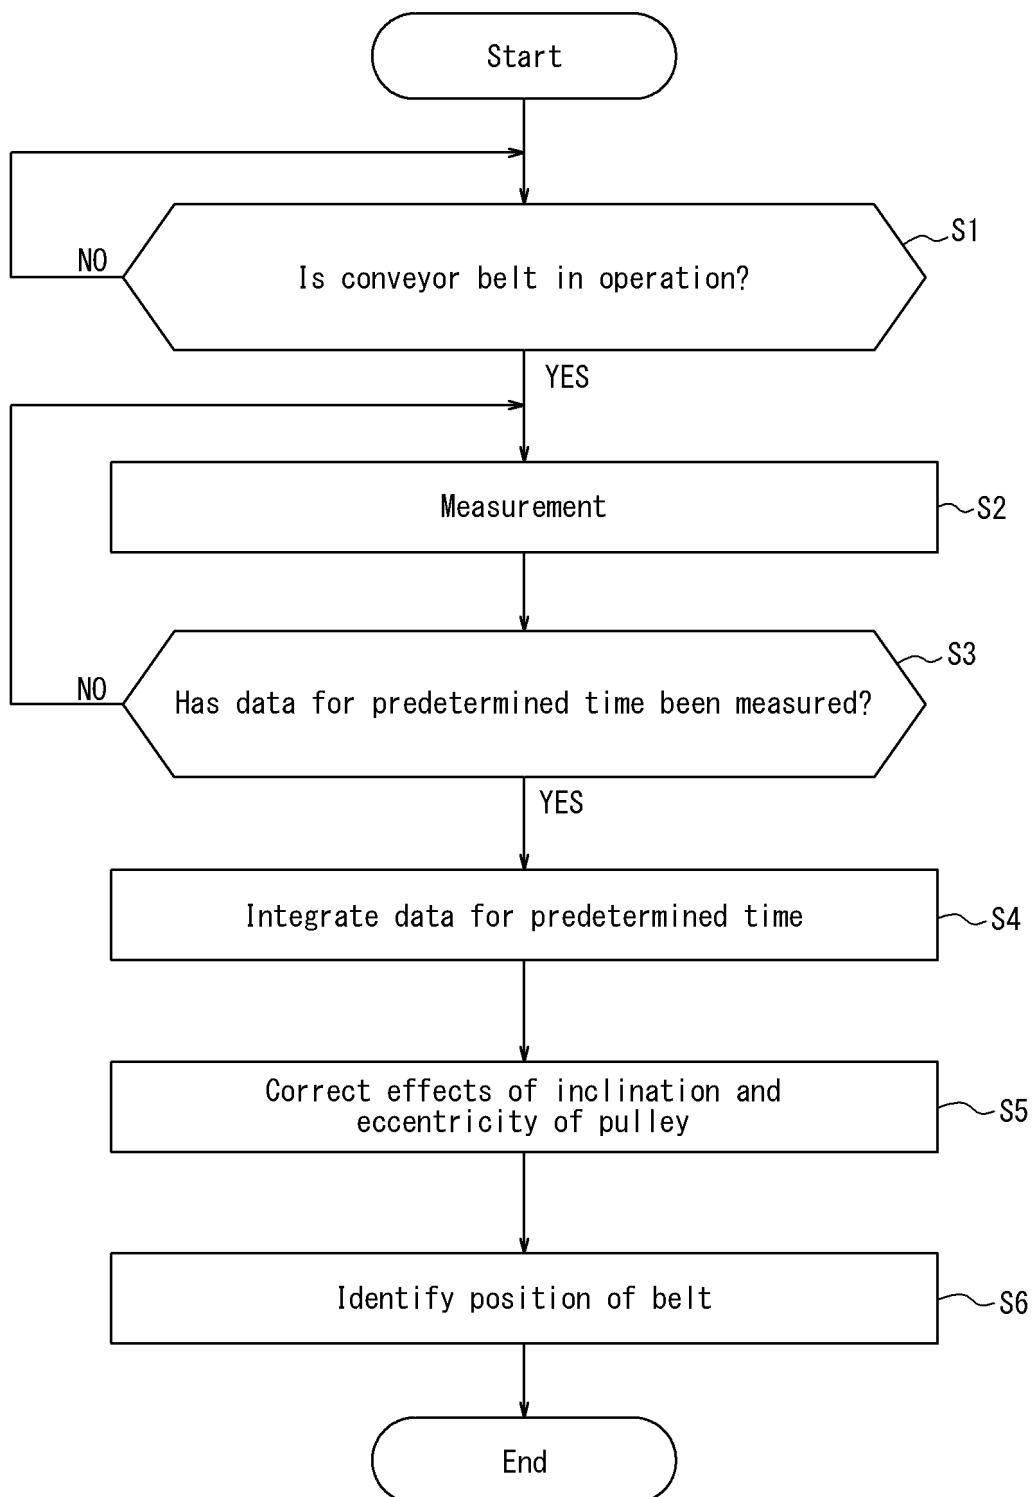 Start
S1
NO
Is conveyor belt in operation?
YES
Measurement
S2
S3
NO
Has data for predetermined time been measured?
YES
Integrate data for predetermined time
S4
Correct effects of inclination and
eccentricity of pulley
S5
Identify position of belt
S6
End